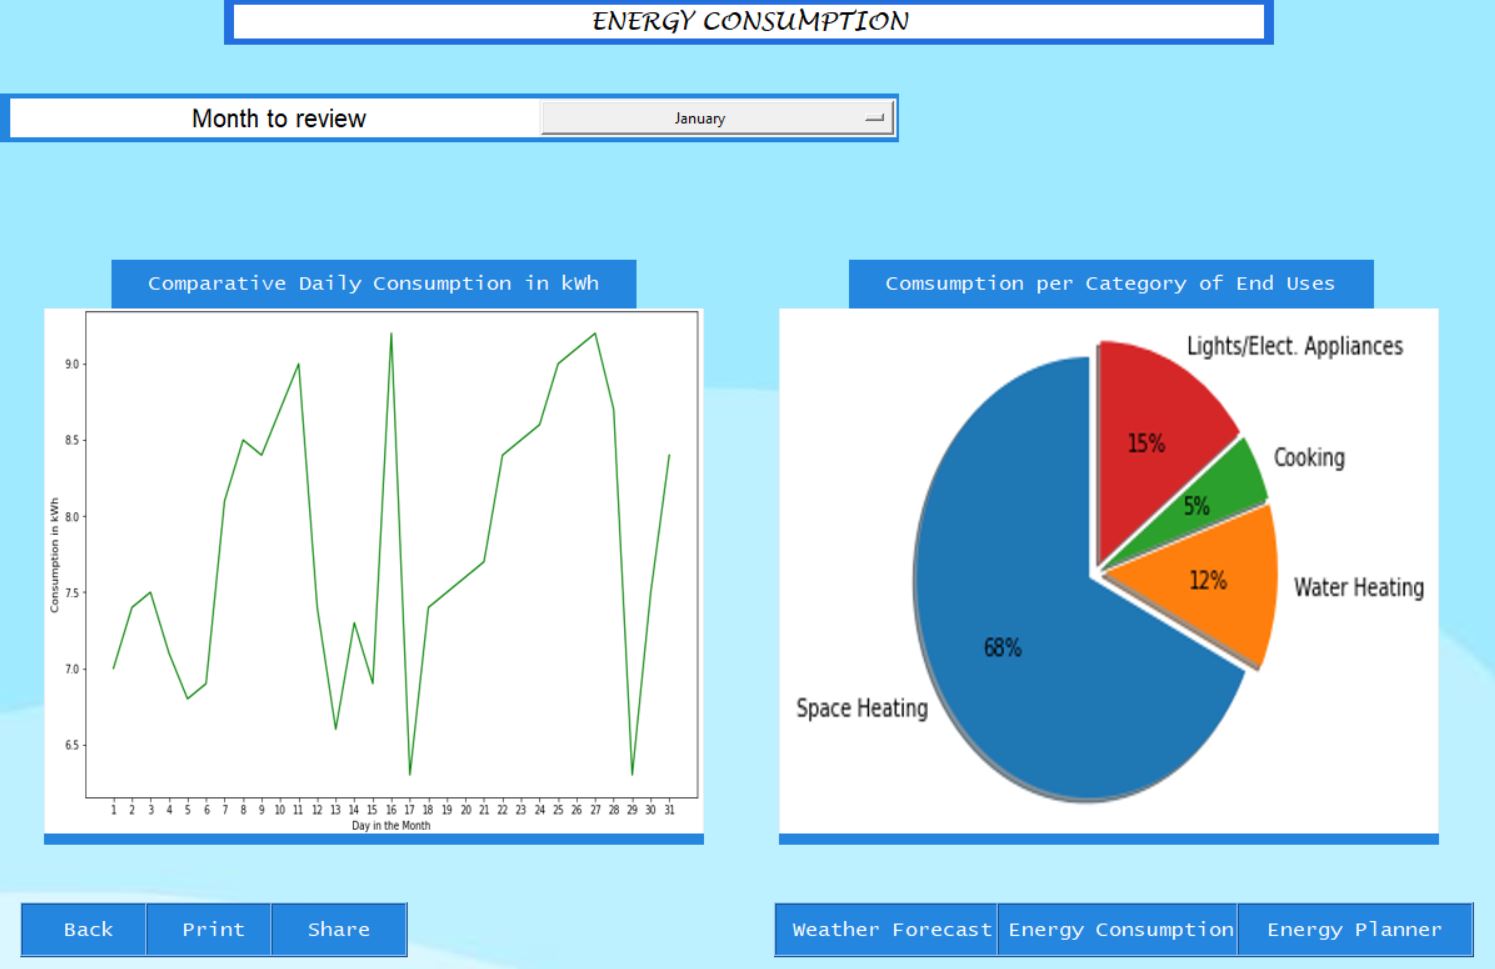 ENERGY CONSUMPTION
Month to review
January
Comparative Daily Consumption in kWh
9.0
8.5
8.0
7.5
7.0
6.5
Consumption in kWh
1 2 3 4 5 6 7 8 9 10 11 12 13 14 15 16 17 18 19 20 21 22 23 24 25 26 27 28 29 30 31
Day in the Month
Comsumption per Category of End Uses
Lights/Elect. Appliances
15%
Cooking
5%
12%
Water Heating
68%
Space Heating
Back Print Share
Weather Forecast Energy Consumption Energy Planner